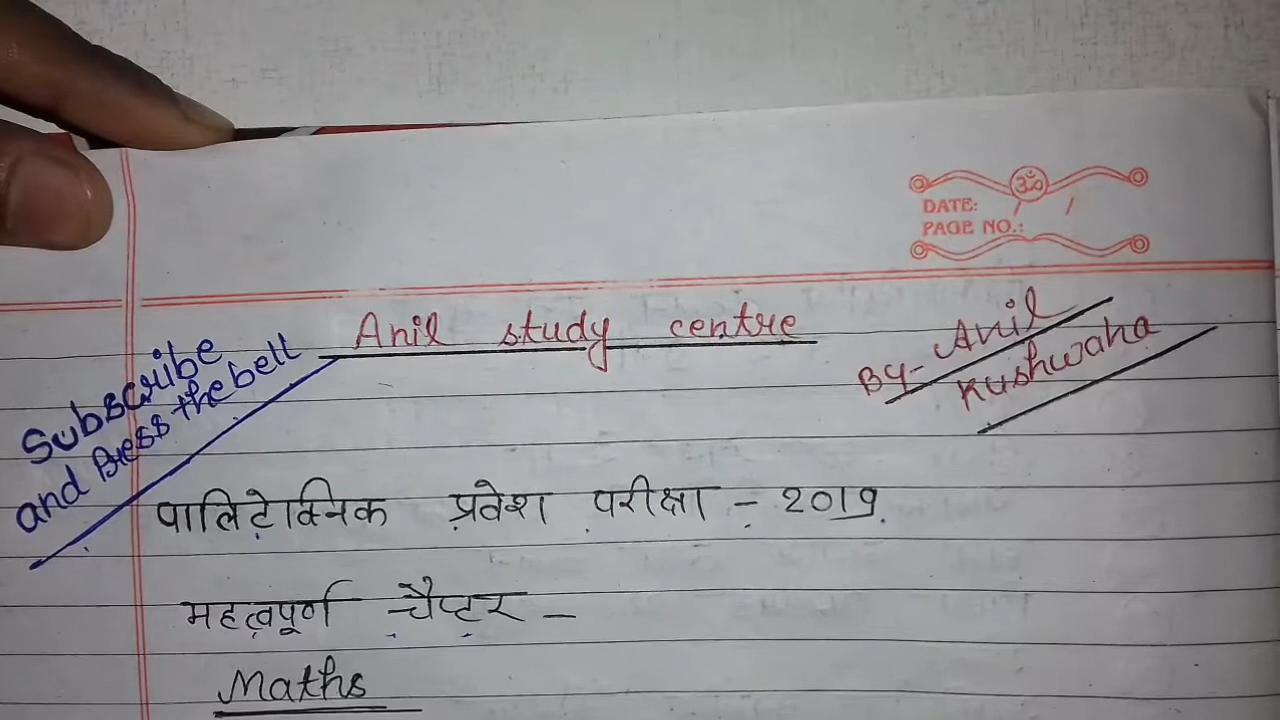 ॐ
DATE: / /
PAGE NO.:
Anil study centre
By- Anil
Kushwaha
Subscribe
and Press the bell
पालिटेक्निक प्रवेश परीक्षा - 2019
महत्वपूर्ण चैप्टर -
Maths